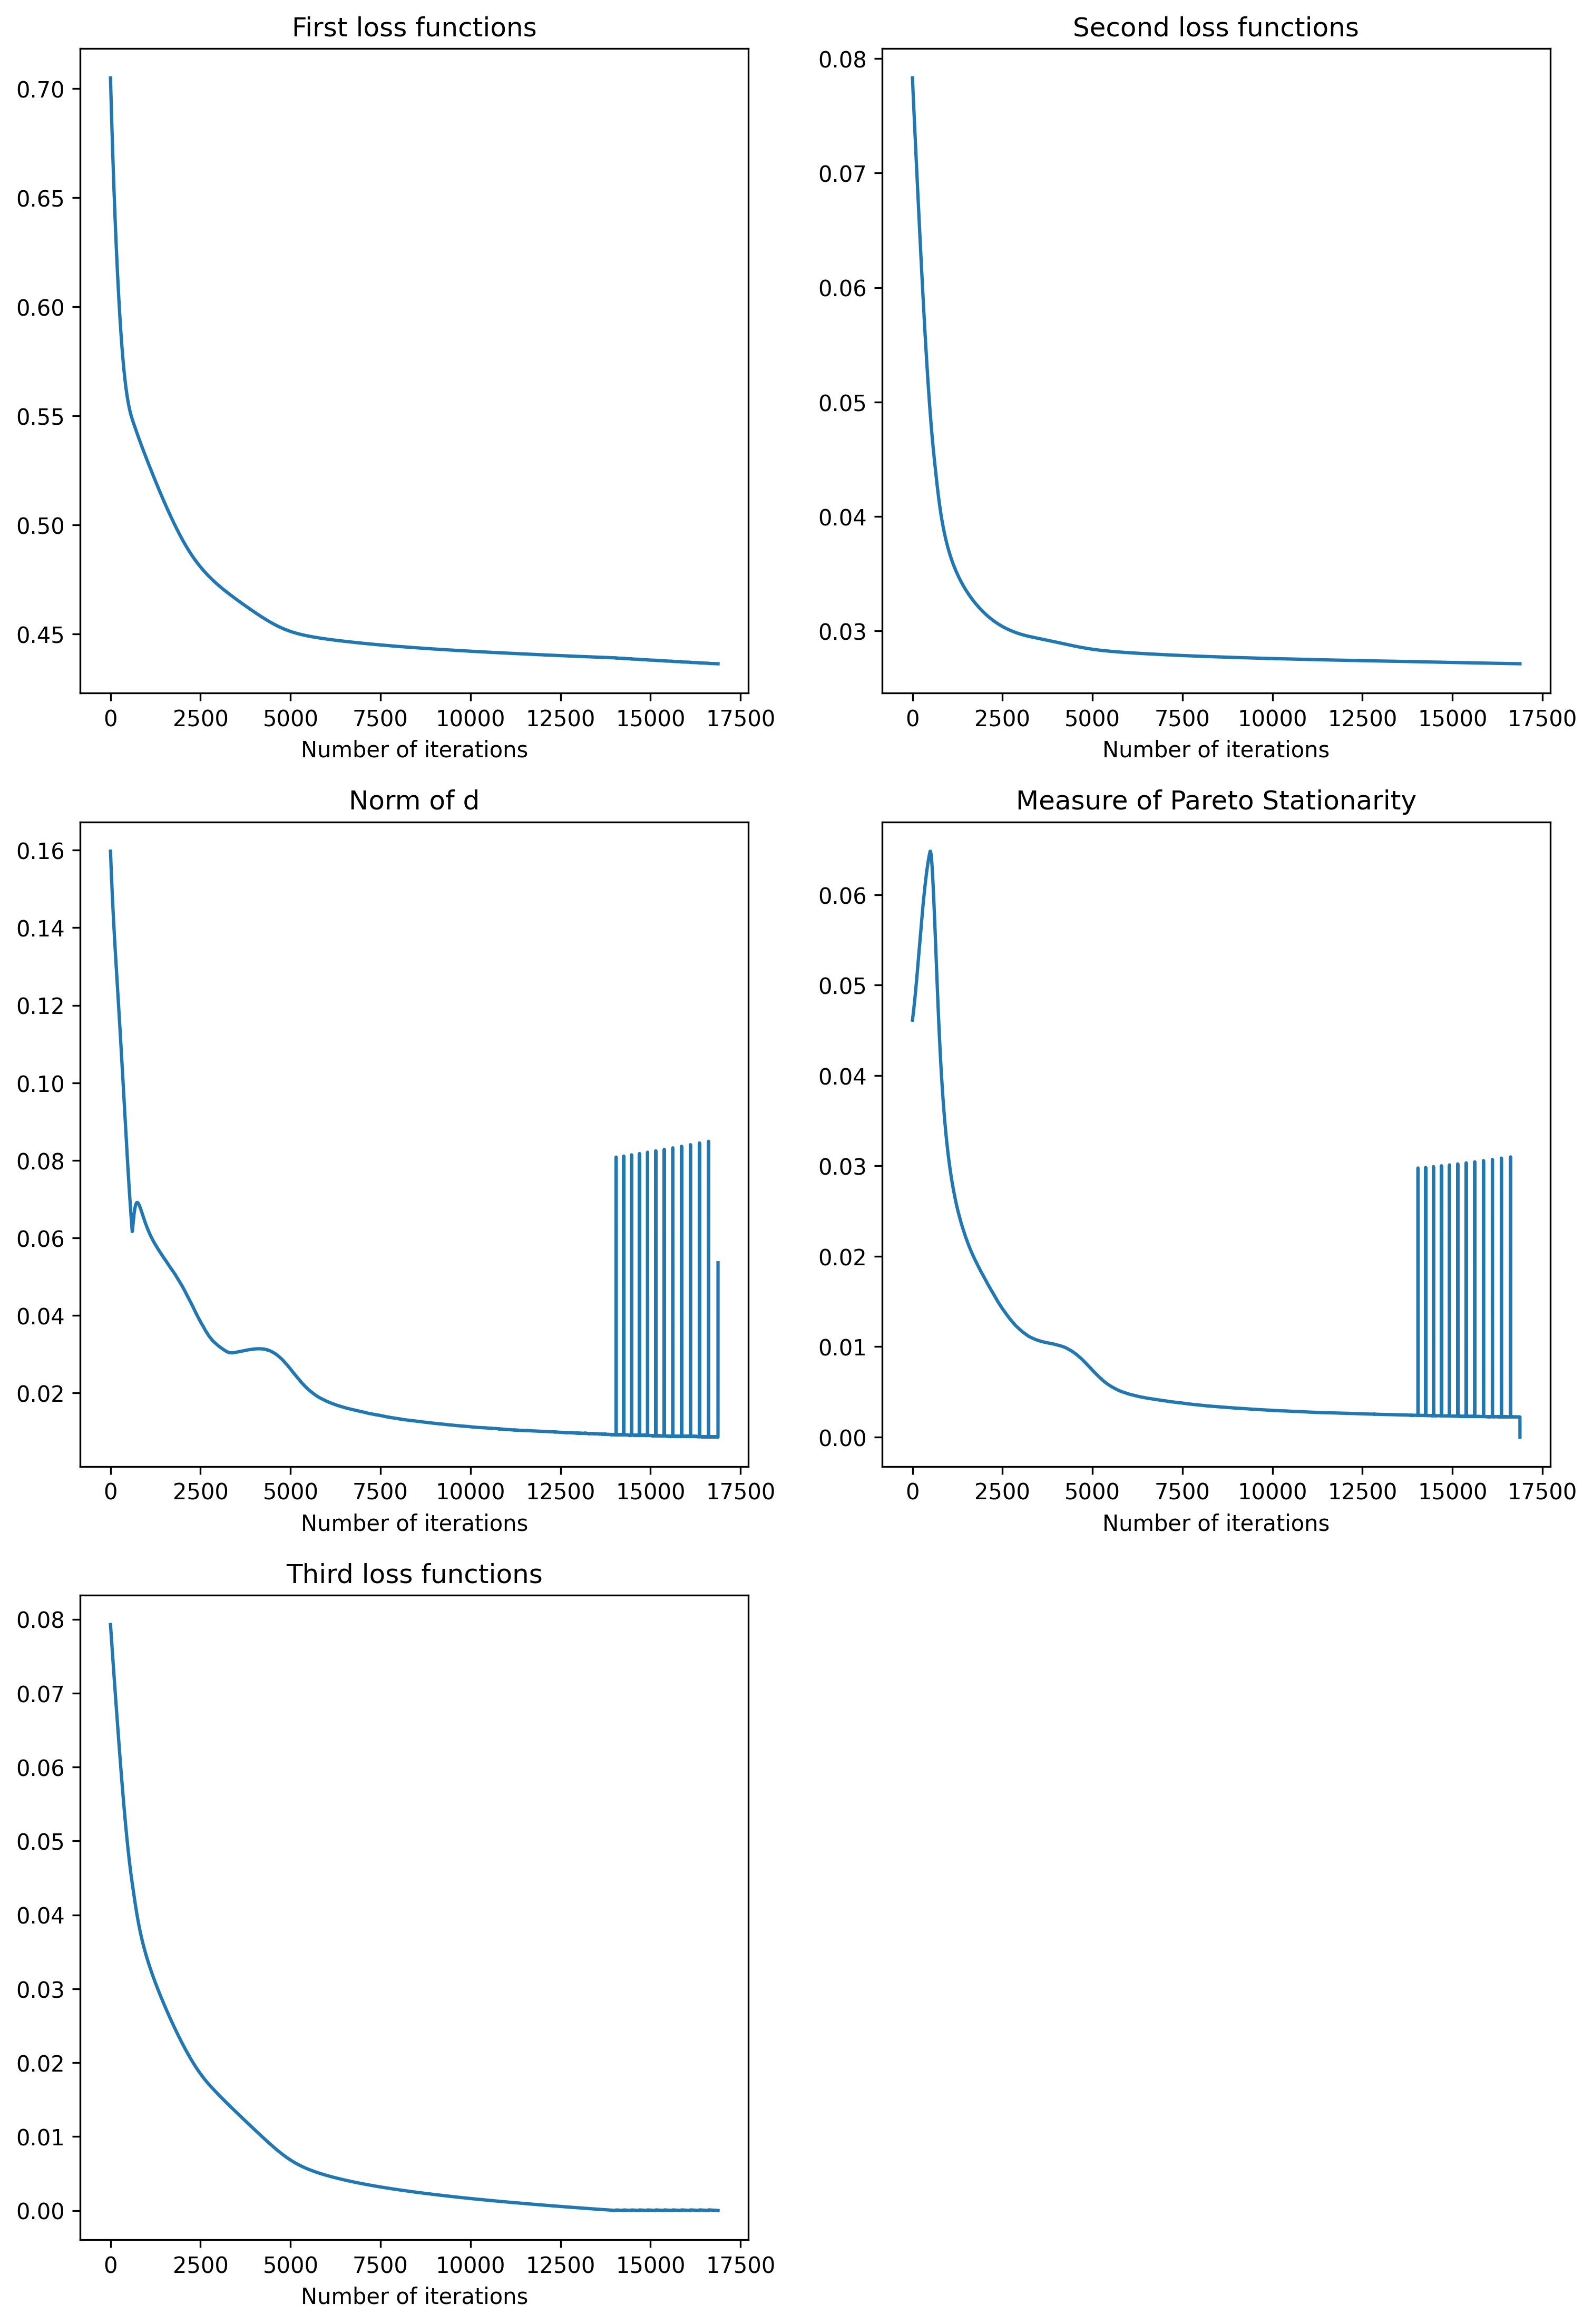 First loss functions
0.70
0.65
0.60
0.55
0.50
0.45
0 2500 5000 7500 10000 12500 15000 17500
Number of iterations
Second loss functions
0.08
0.07
0.06
0.05
0.04
0.03
0 2500 5000 7500 10000 12500 15000 17500
Number of iterations
Norm of d
0.16
0.14
0.12
0.10
0.08
0.06
0.04
0.02
0 2500 5000 7500 10000 12500 15000 17500
Number of iterations
Measure of Pareto Stationarity
0.06
0.05
0.04
0.03
0.02
0.01
0.00
0 2500 5000 7500 10000 12500 15000 17500
Number of iterations
Third loss functions
0.08
0.07
0.06
0.05
0.04
0.03
0.02
0.01
0.00
0 2500 5000 7500 10000 12500 15000 17500
Number of iterations